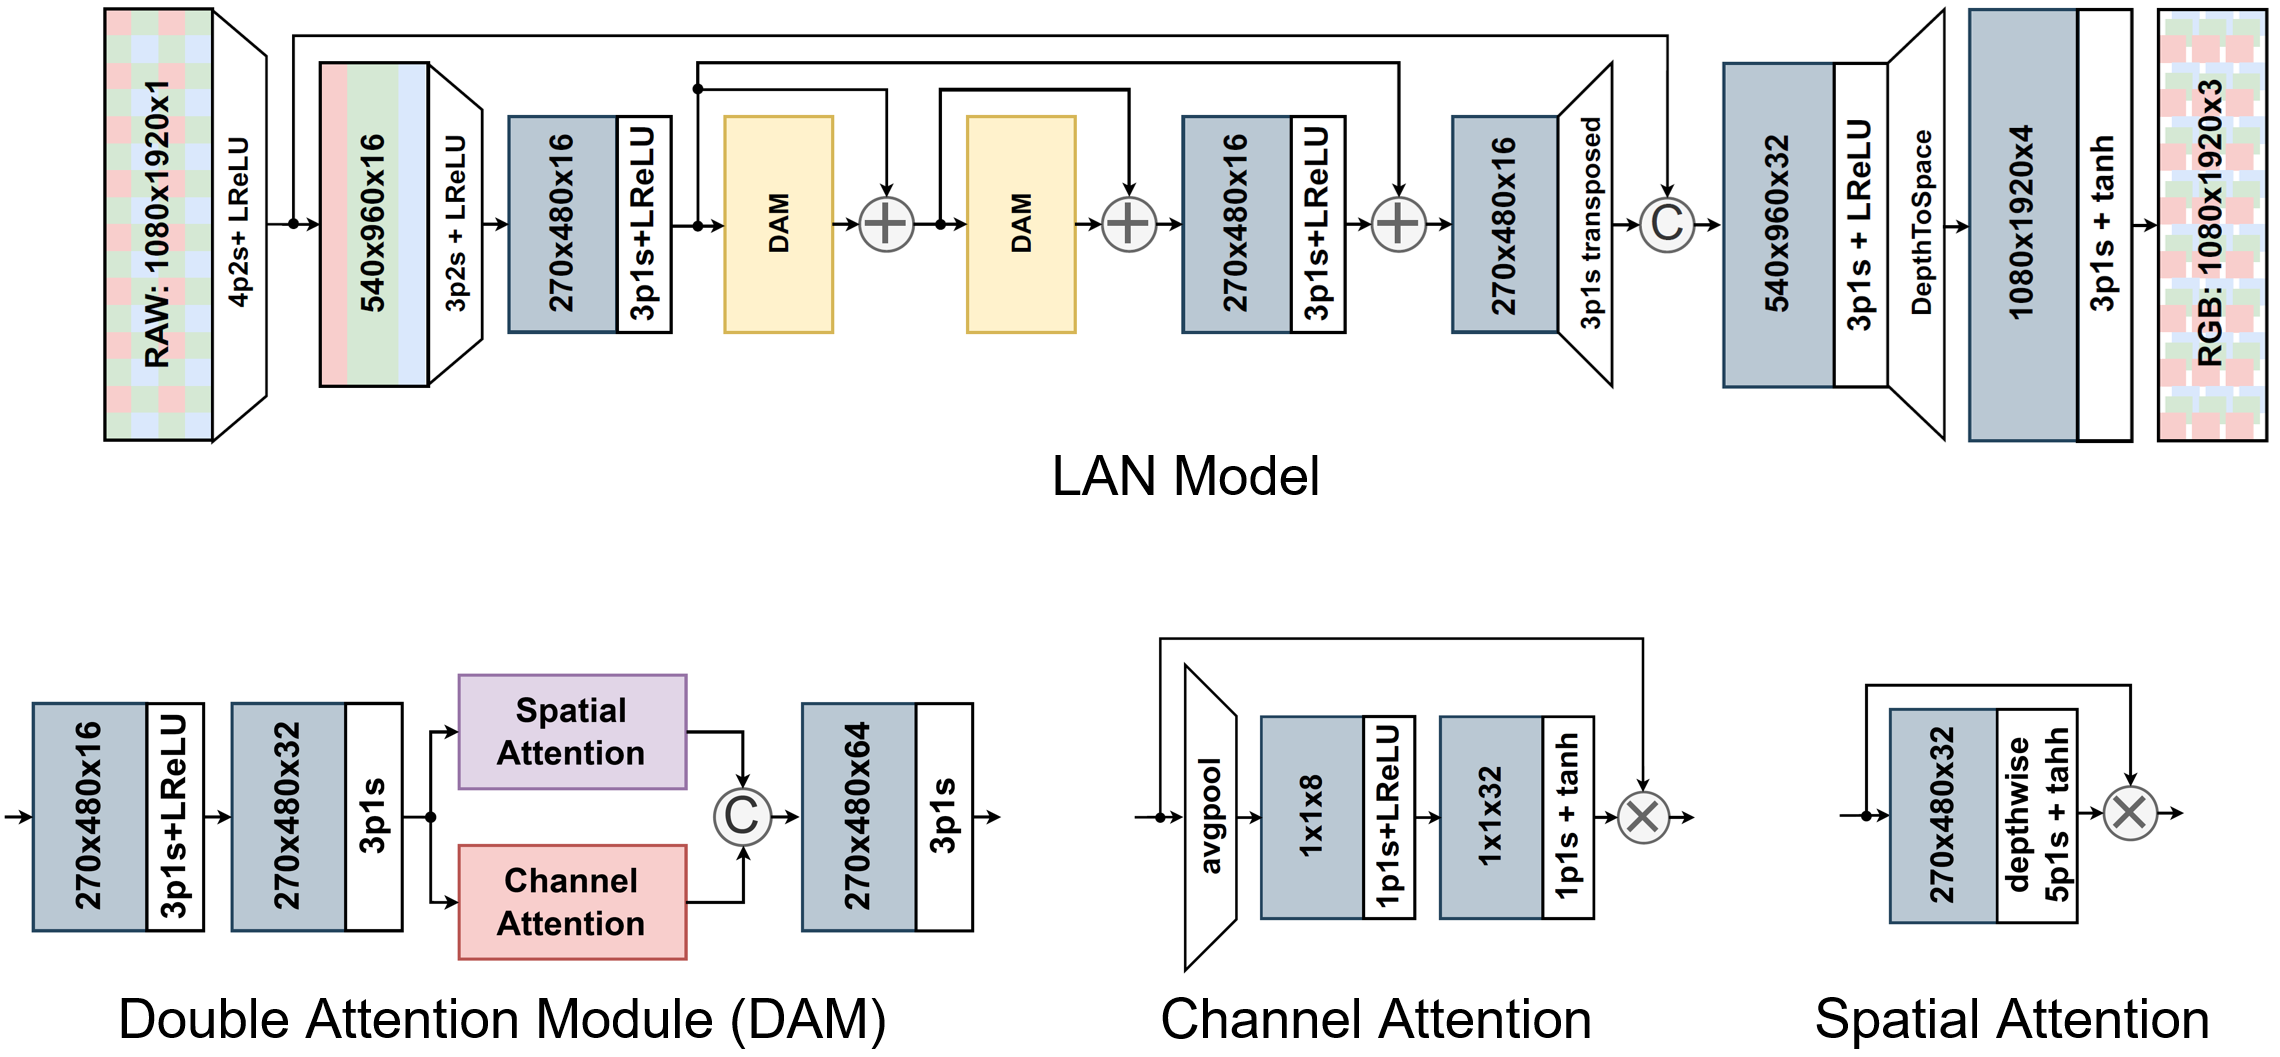 RAW: 1080x1920x1
4p2s+ LReLU
540x960x16
3p2s + LReLU
270x480x16
3p1s+LReLU
DAM
DAM
270x480x16
3p1s+LReLU
270x480x16
3p1s transposed
C
540x960x32
3p1s + LReLU
DepthToSpace
1080x1920x4
3p1s + tanh
RGB: 1080x1920x3
LAN Model
270x480x16
3p1s+LReLU
270x480x32
3p1s
Spatial
Attention
Channel
Attention
C
270x480x64
3p1s
Double Attention Module (DAM)
avgpool
1x1x8
1p1s+LReLU
1x1x32
1p1s + tanh
Channel Attention
270x480x32
depthwise
5p1s + tahh
Spatial Attention